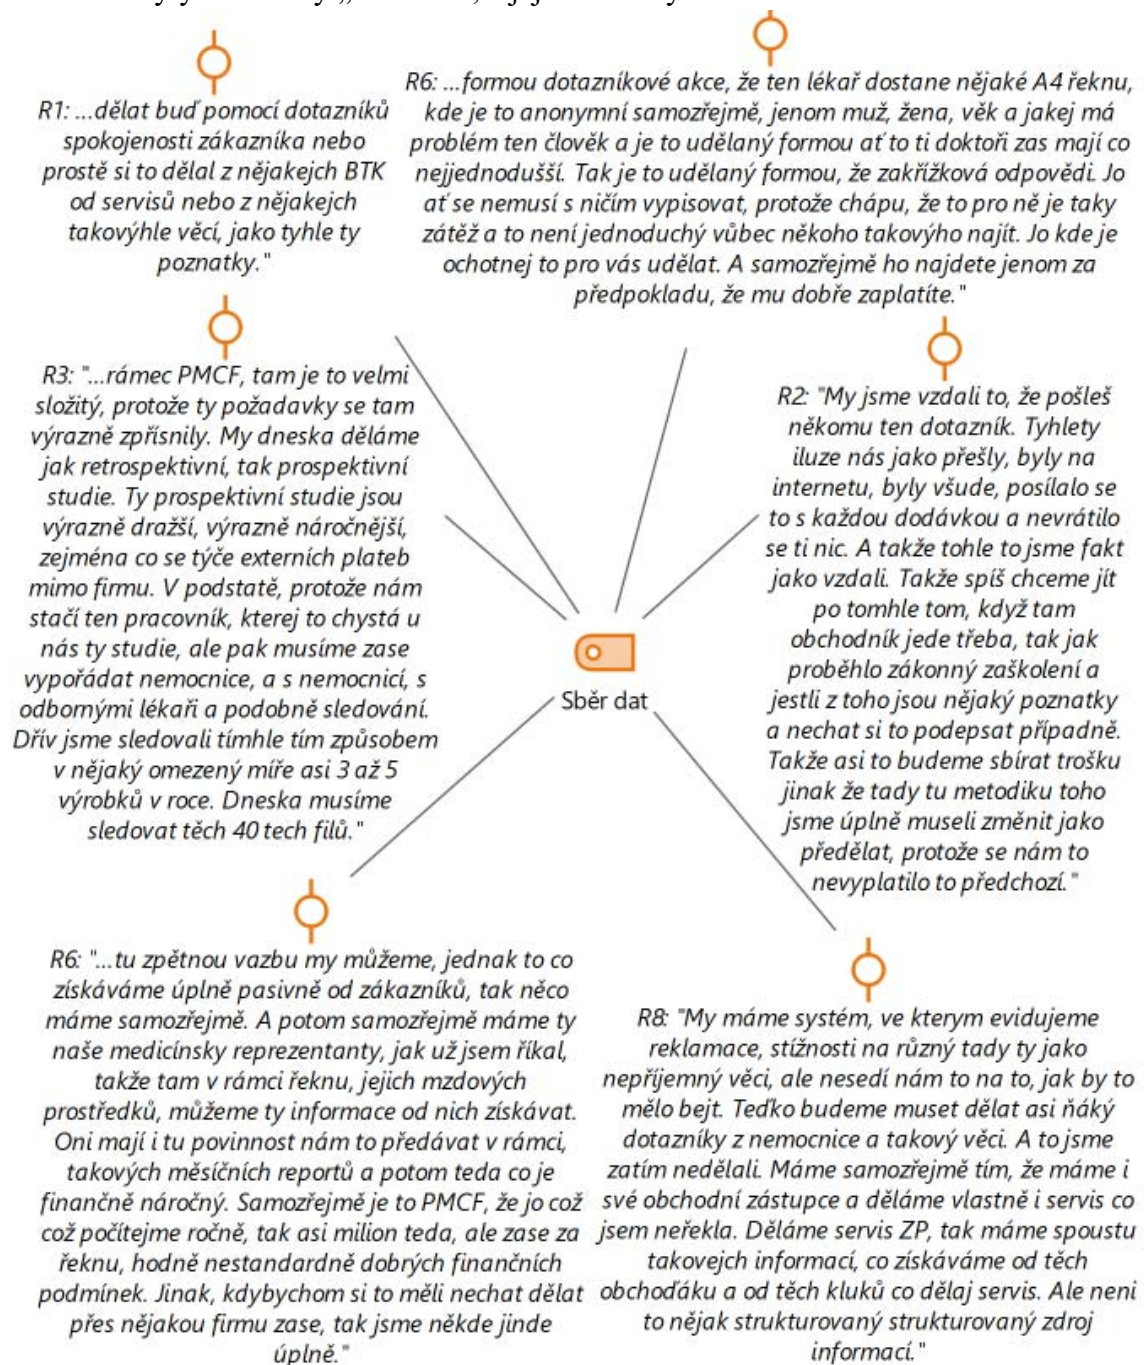 R1: ...dělat buď pomocí dotazníků
spokojenosti zákazníka nebo
prostě si to dělal z nějakejch BTK
od servisů nebo z nějakejch
takovýhle věcí, jako tyhle ty
poznatky."
R6: ...formou dotazníkové akce, že ten lékař dostane nějaké A4 řeknu,
kde je to anonymní samozřejmě, jenom muž, žena, věk a jakej má
problém ten člověk a je to udělaný formou ať to ti doktoři zas mají co
nejjednodušší. Tak je to udělaný formou, že zakřížková odpovědi. Jo
ať se nemusí s ničím vypisovat, protože chápu, že to pro ně je taky
zátěž a to není jednoduchý vůbec někoho takovýho najít. Jo kde je
ochotnej to pro vás udělat. A samozřejmě ho najdete jenom za
předpokladu, že mu dobře zaplatíte."
R3: "...rámec PMCF, tam je to velmi
složitý, protože ty požadavky se tam
výrazně zpřísnily. My dneska děláme
jak retrospektivní, tak prospektivní
studie. Ty prospektivní studie jsou
výrazně dražší, výrazně náročnější,
zejména co se týče externích plateb
mimo firmu. V podstatě, protože nám
stačí ten pracovník, kterej to chystá u
nás ty studie, ale pak musíme zase
vypořádat nemocnice, a s nemocnicí, s
odbornými lékaři a podobně sledování.
Dřív jsme sledovali tímhle tím způsobem
v nějaký omezený míře asi 3 až 5
výrobků v roce. Dneska musíme
sledovat těch 40 tech filů."
R2: "My jsme vzdali to, že pošleš
někomu ten dotazník. Tyhlety
iluze nás jako přešly, byly na
internetu, byly všude, posílalo se
to s každou dodávkou a nevrátilo
se ti nic. A takže tohle to jsme fakt
jako vzdali. Takže spíš chceme jít
po tomhle tom, když tam
obchodník jede třeba, tak jak
proběhlo zákonný zaškolení a
jestli z toho jsou nějaký poznatky
a nechat si to podepsat případně.
Takže asi to budeme sbírat trošku
jinak že tady tu metodiku toho
jsme úplně museli změnit jako
předělat, protože se nám to
nevyplatilo to předchozí."
Sběr dat
R6: "...tu zpětnou vazbu my můžeme, jednak to co
získáváme úplně pasivně od zákazníků, tak něco
máme samozřejmě. A potom samozřejmě máme ty
naše medicínsky reprezentanty, jak už jsem říkal,
takže tam v rámci řeknu, jejich mzdových
prostředků, můžeme ty informace od nich získávat.
Oni mají i tu povinnost nám to předávat v rámci,
takových měsíčních reportů a potom teda co je
finančně náročný. Samozřejmě je to PMCF, že jo což
což počítejme ročně, tak asi milion teda, ale zase za
řeknu, hodně nestandardně dobrých finančních
podmínek. Jinak, kdybychom si to měli nechat dělat
přes nějakou firmu zase, tak jsme někde jinde
úplně."
R8: "My máme systém, ve kterym evidujeme
reklamace, stížnosti na různý tady ty jako
nepříjemný věci, ale nesedí nám to na to, jak by to
mělo bejt. Teďko budeme muset dělat asi ňáký
dotazníky z nemocnice a takový věci. A to jsme
zatím nedělali. Máme samozřejmě tím, že máme i
své obchodní zástupce a děláme vlastně i servis co
jsem neřekla. Děláme servis ZP, tak máme spoustu
takovejch informací, co získáváme od těch
obchoďáku a od těch kluků co dělaj servis. Ale neni
to nějak strukturovaný strukturovaný zdroj
informací."